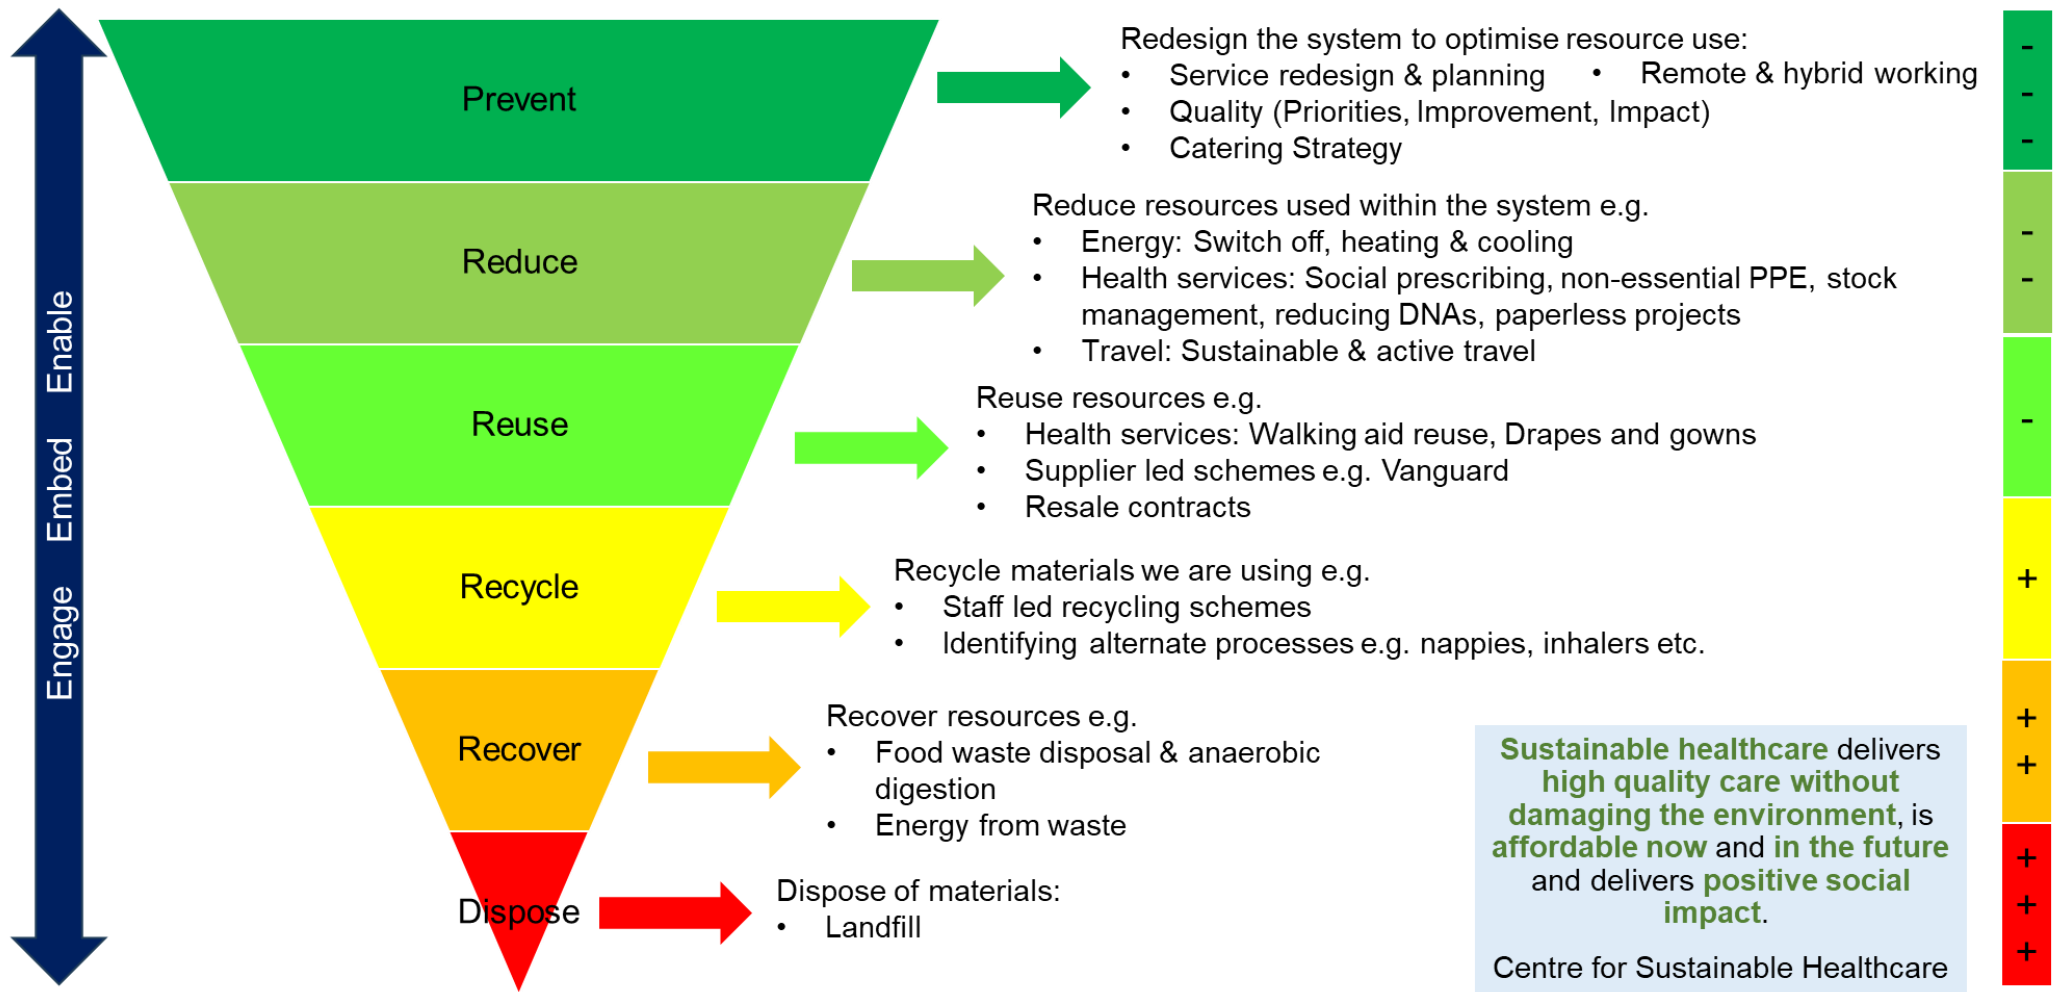 Engage Embed Enable
Prevent
Redesign the system to optimise resource use:
• Service redesign & planning • Remote & hybrid working
• Quality (Priorities, Improvement, Impact)
• Catering Strategy
-
-
-
Reduce
Reduce resources used within the system e.g.
• Energy: Switch off, heating & cooling
• Health services: Social prescribing, non-essential PPE, stock
management, reducing DNAs, paperless projects
• Travel: Sustainable & active travel
-
-
Reuse
Reuse resources e.g.
• Health services: Walking aid reuse, Drapes and gowns
• Supplier led schemes e.g. Vanguard
• Resale contracts
-
Recycle
Recycle materials we are using e.g.
• Staff led recycling schemes
• Identifying alternate processes e.g. nappies, inhalers etc.
+
Recover
Recover resources e.g.
• Food waste disposal & anaerobic
digestion
• Energy from waste
+
+
Dispose
Dispose of materials:
• Landfill
+
+
+
Sustainable healthcare delivers
high quality care without
damaging the environment, is
affordable now and in the future
and delivers positive social
impact.
Centre for Sustainable Healthcare